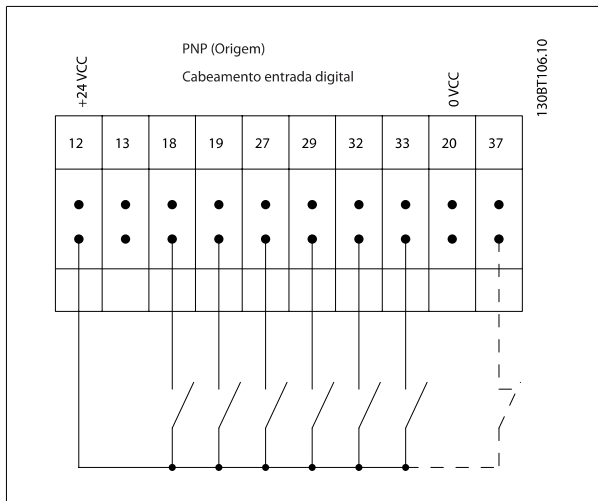 PNP (Origem)
Cabeamento entrada digital
+24 VCC
0 VCC
130BT106.10
12 13 18 19 27 29 32 33 20 37